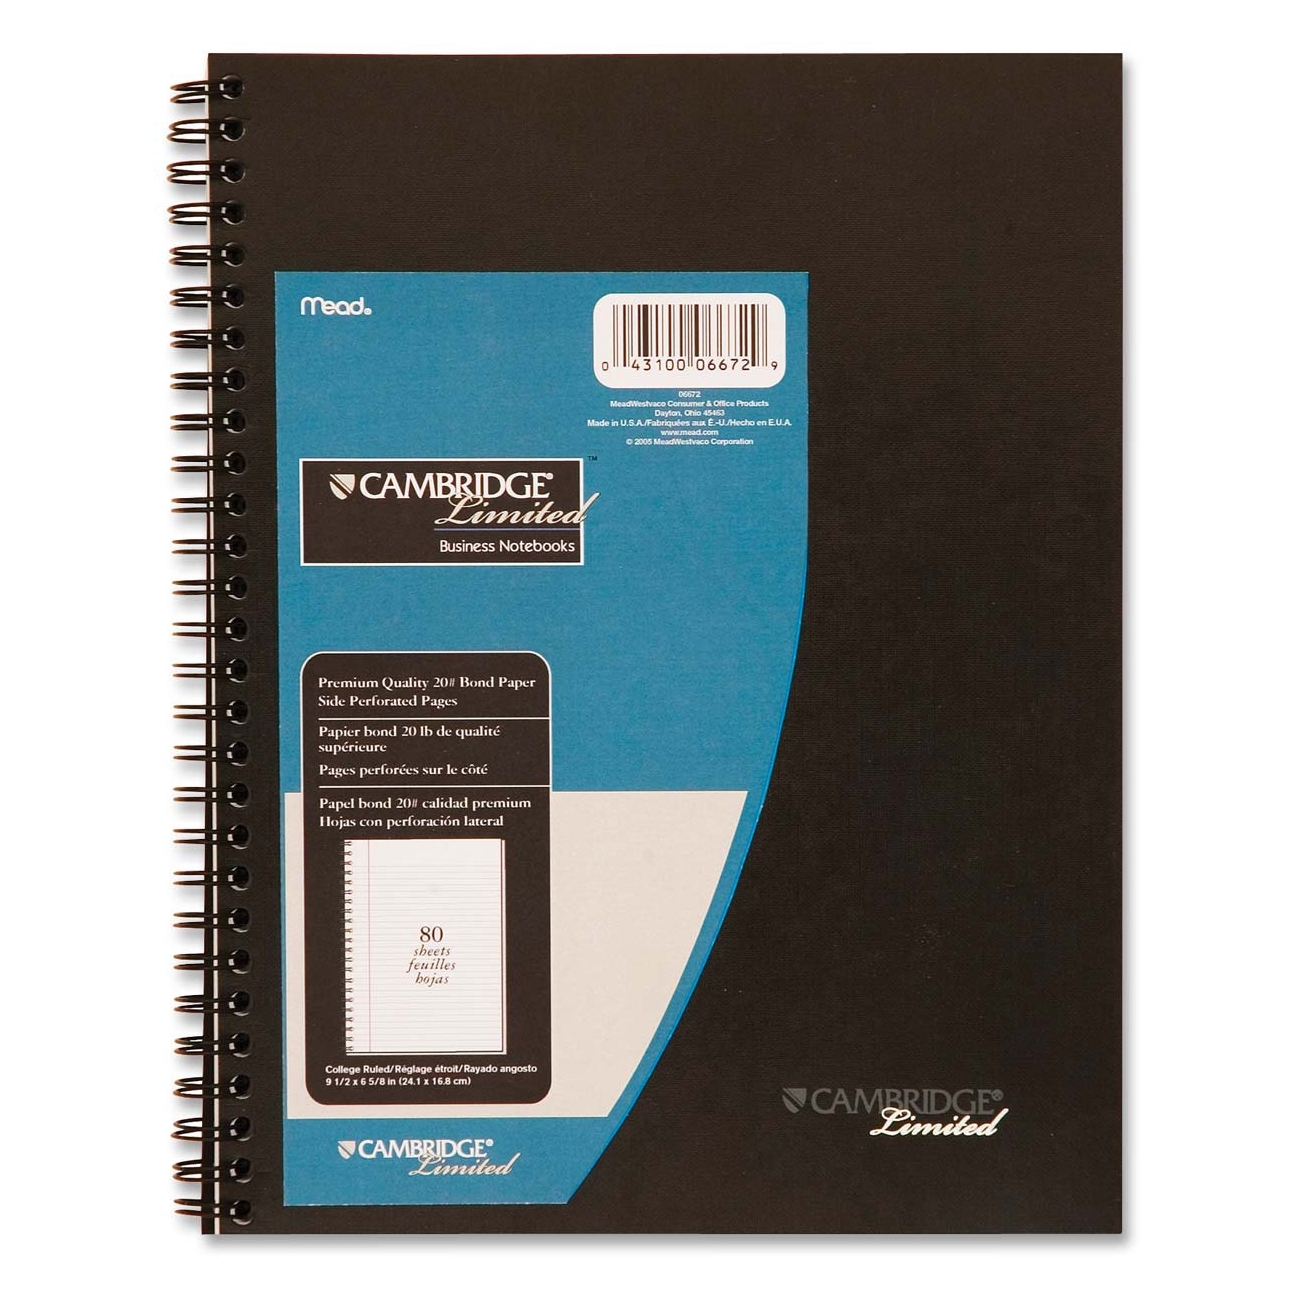 Mead®
0 43100 06672 9
06672
MeadWestvaco Consumer & Office Products
Dayton, Ohio 45463
Made in U.S.A./Fabriquées aux É.-U./Hecho en E.U.A.
www.mead.com
© 2005 MeadWestvaco Corporation
CAMBRIDGE® ™
Limited
Business Notebooks
Premium Quality 20# Bond Paper
Side Perforated Pages
Papier bond 20 lb de qualité
supérieure
Pages perforées sur le côté
Papel bond 20# calidad premium
Hojas con perforación lateral
80
sheets
feuilles
hojas
College Ruled/Réglage étroit/Rayado angosto
9 1/2 x 6 5/8 in (24.1 x 16.8 cm)
CAMBRIDGE®
Limited
CAMBRIDGE®
Limited